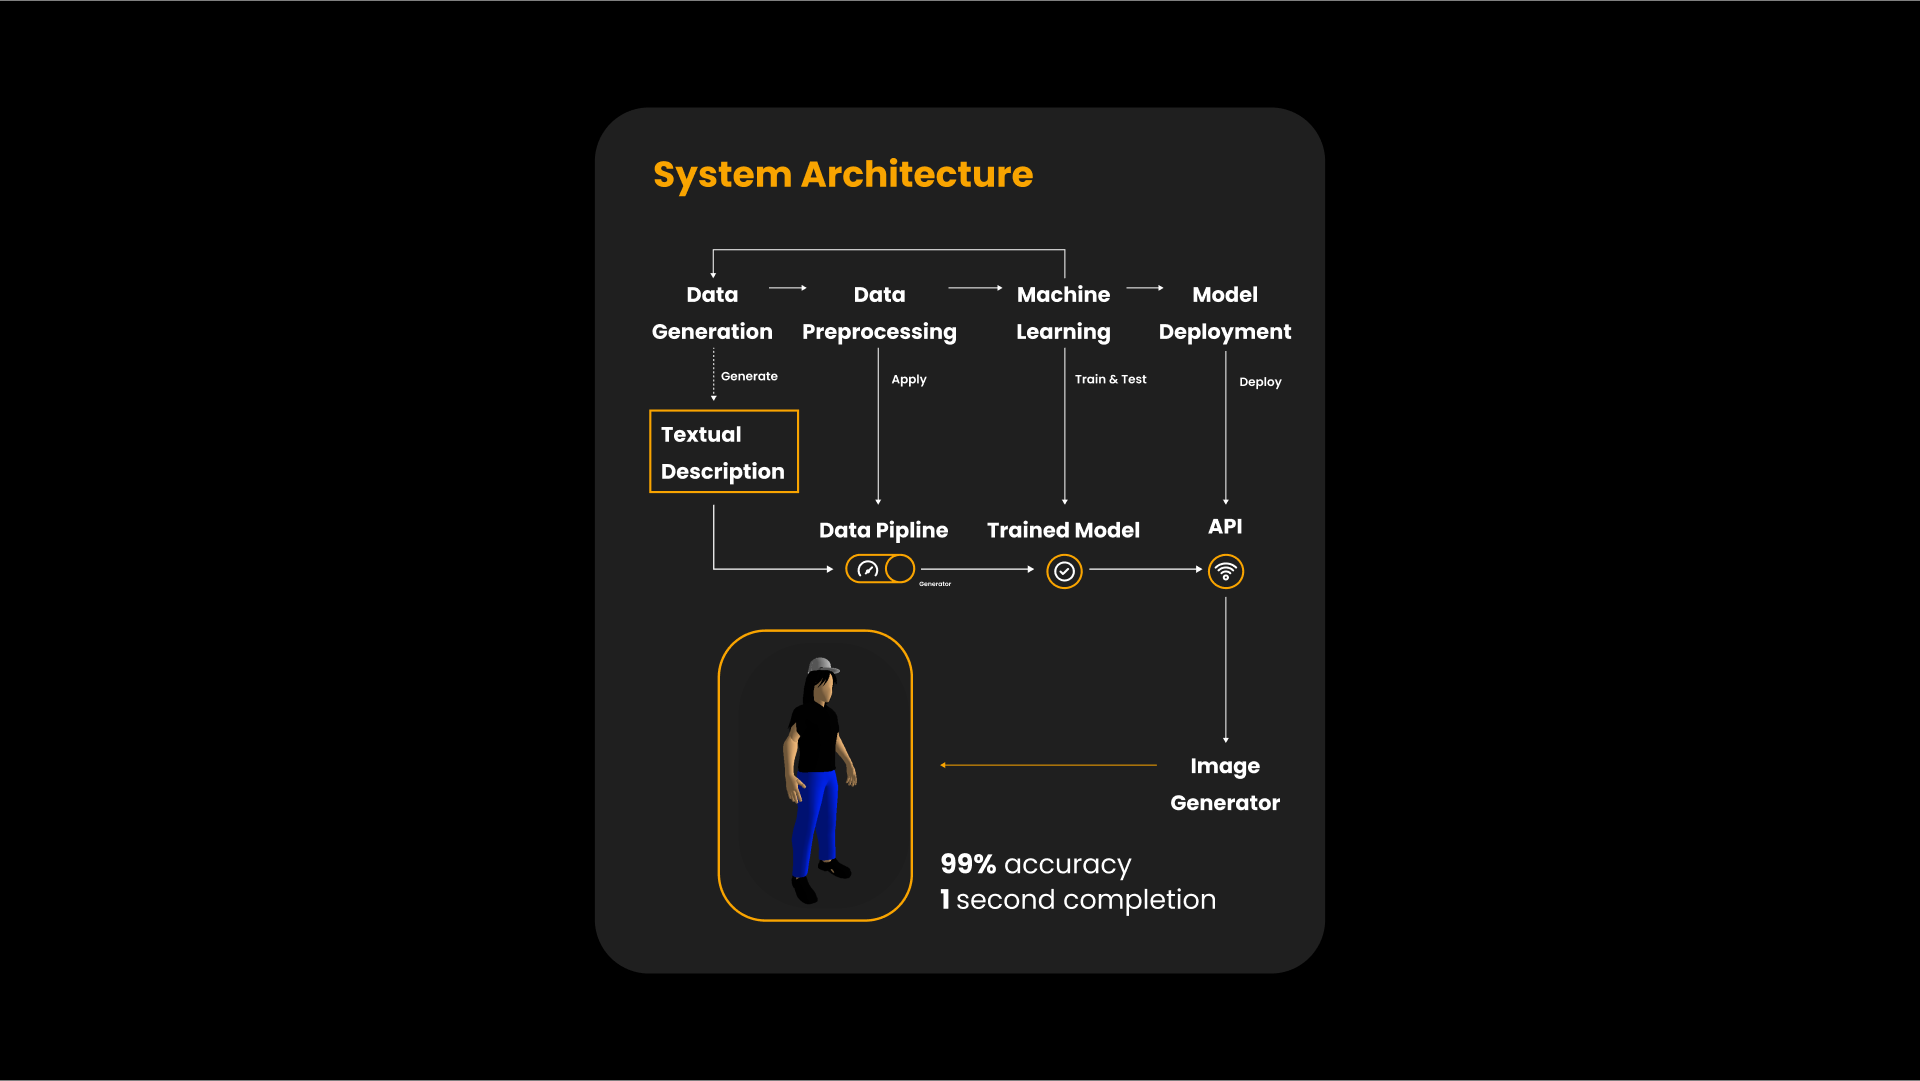 System Architecture
Data
Generation
Data
Preprocessing
Machine
Learning
Model
Deployment
Generate
Apply
Train & Test
Deploy
Textual
Description
Data Pipline
Trained Model
API
Generator
Image
Generator
99% accuracy
1 second completion